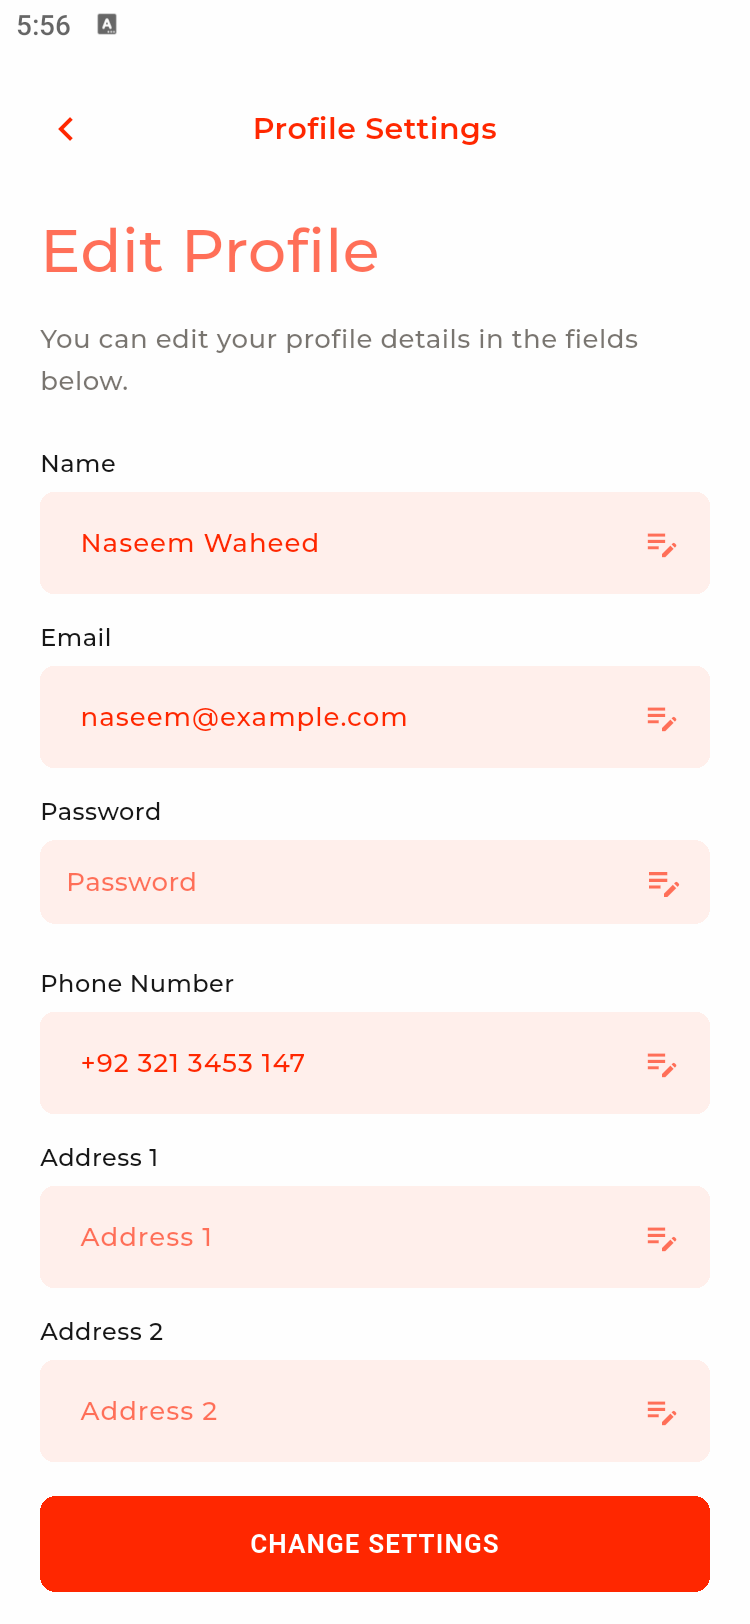 5:56
Profile Settings
Edit Profile
You can edit your profile details in the fields
below.
Name
Naseem Waheed
Email
naseem@example.com
Password
Password
Phone Number
+92 321 3453 147
Address 1
Address 1
Address 2
Address 2
CHANGE SETTINGS